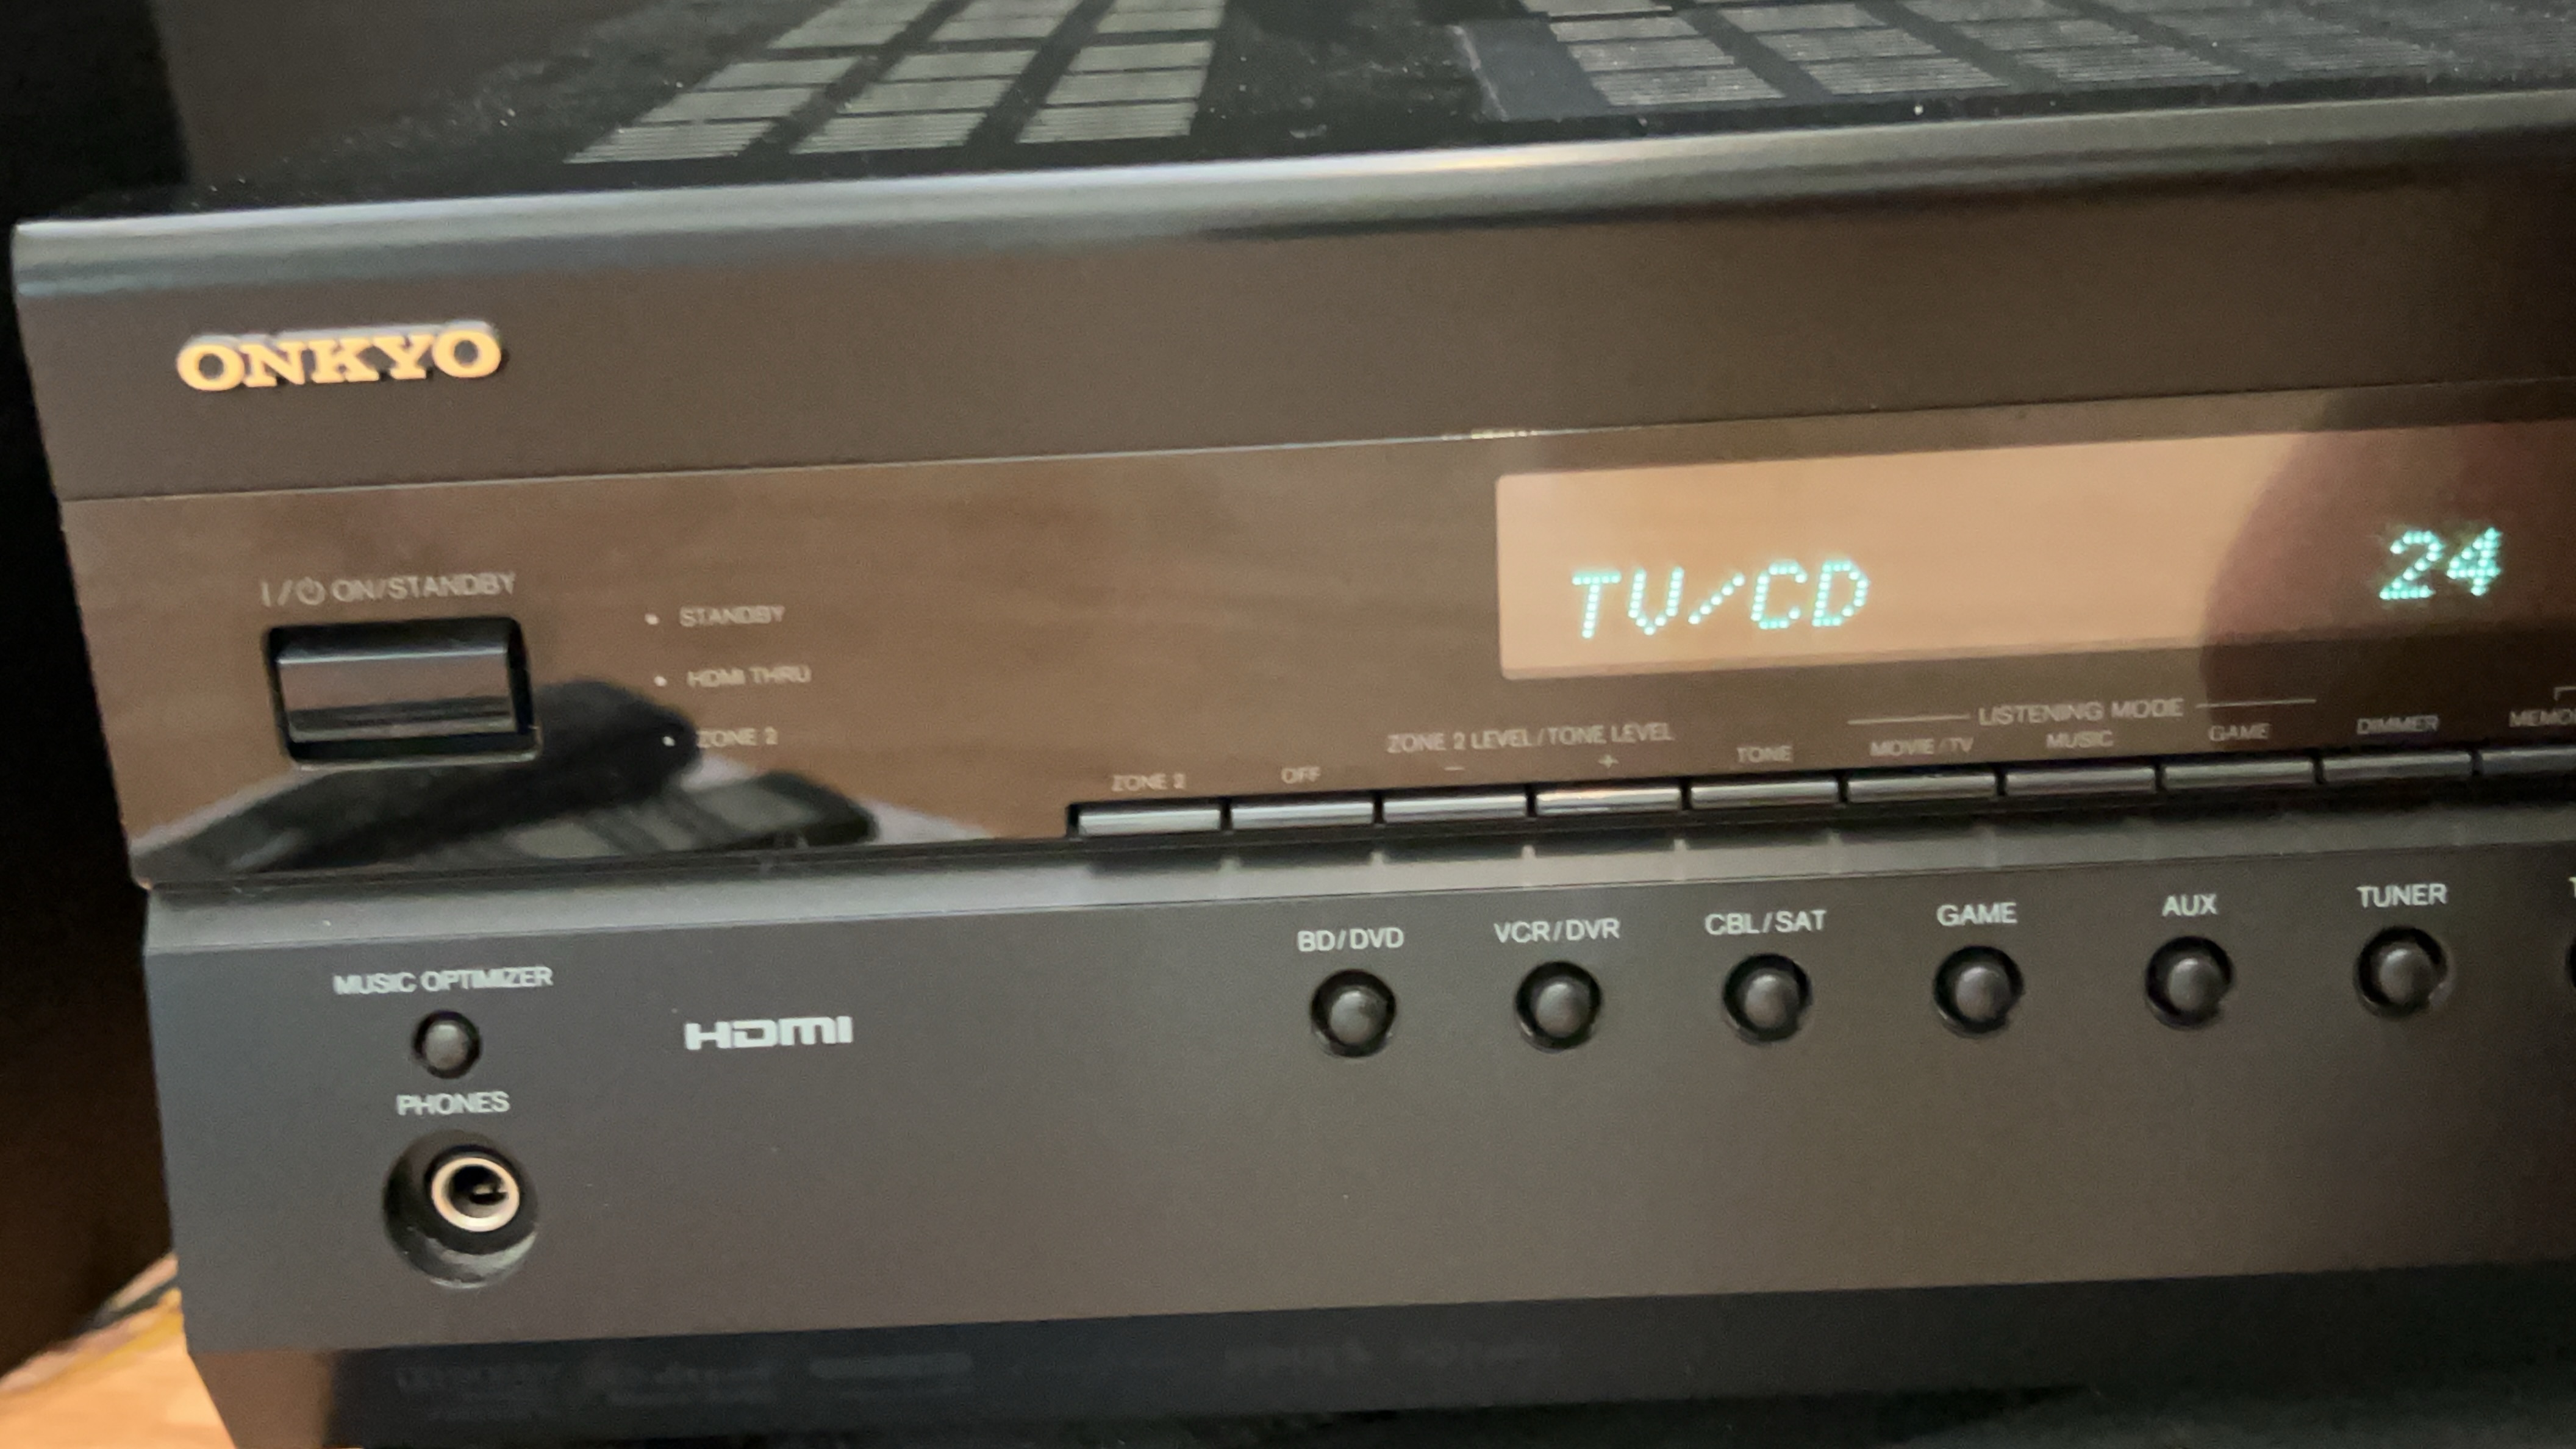 ONKYO
I/⏻ ON/STANDBY
STANDBY
HDMI THRU
ZONE 2
TV/CD 24
ZONE 2 LEVEL/TONE LEVEL
LISTENING MODE
ZONE 2 OFF − + TONE MOVIE/TV MUSIC GAME DIMMER
BD/DVD VCR/DVR CBL/SAT GAME AUX TUNER
MUSIC OPTIMIZER
HDMI
PHONES